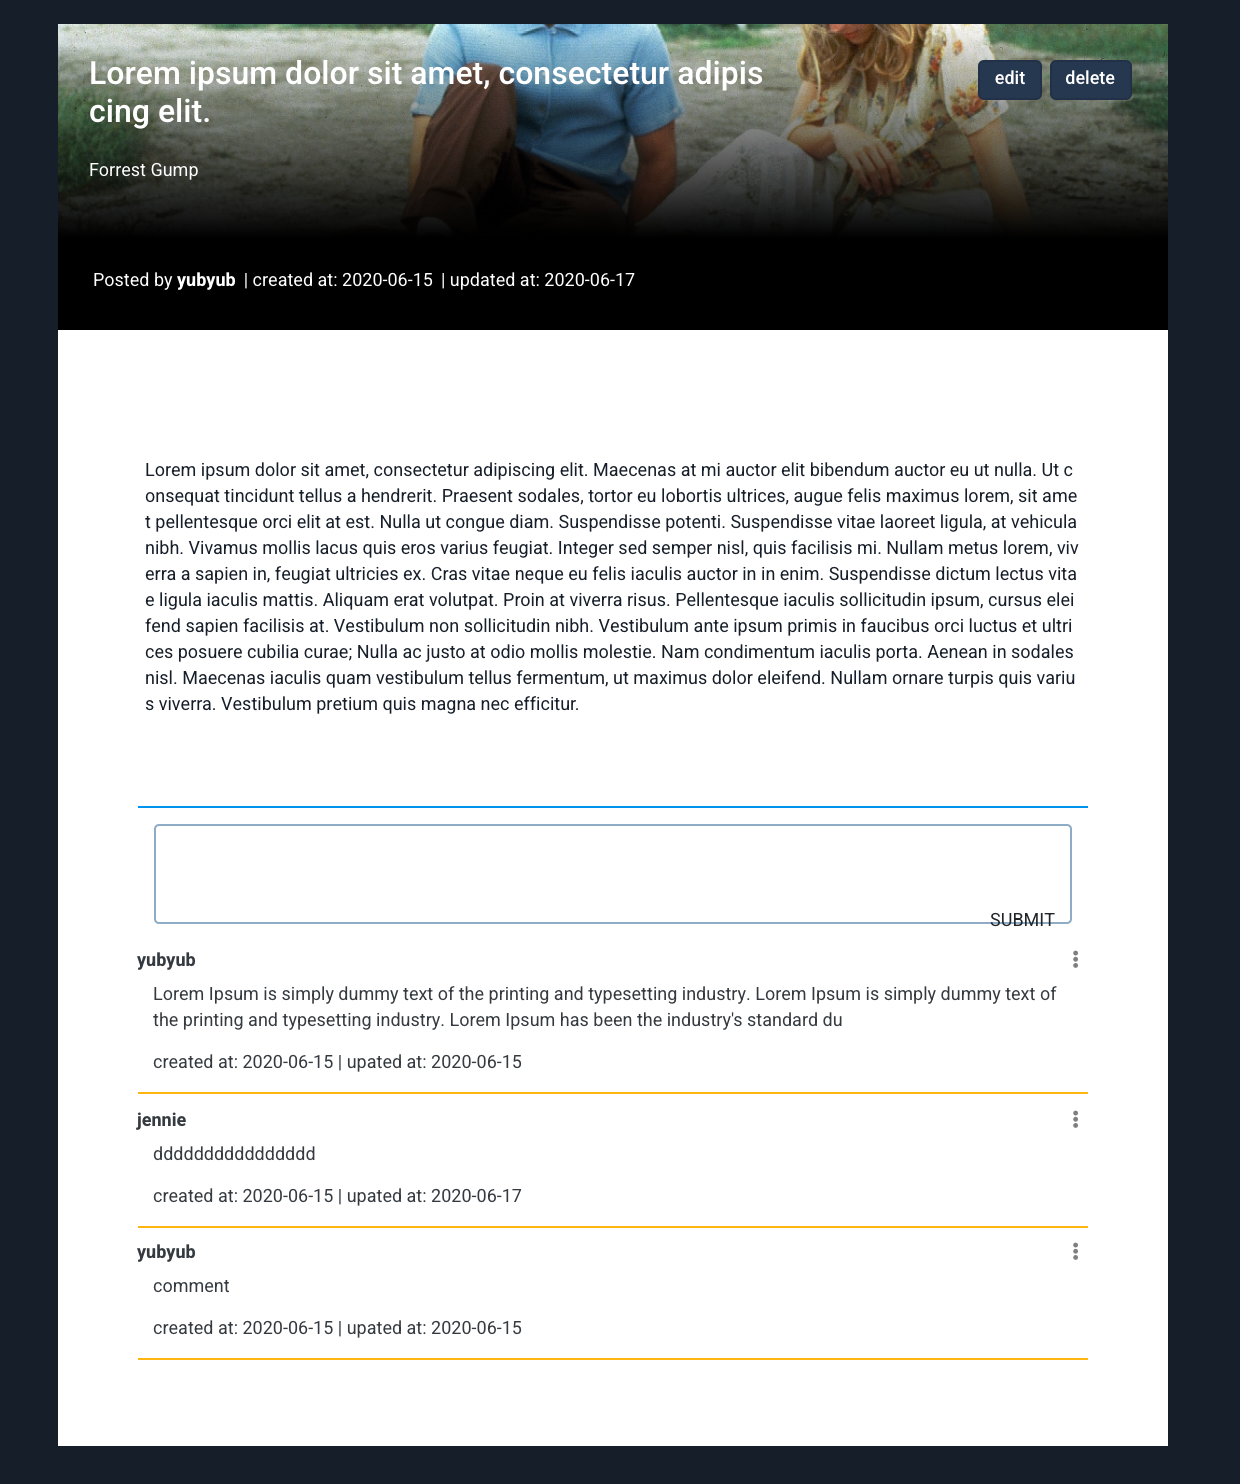 Lorem ipsum dolor sit amet, consectetur adipis
cing elit.
edit
delete
Forrest Gump
Posted by yubyub | created at: 2020-06-15 | updated at: 2020-06-17
Lorem ipsum dolor sit amet, consectetur adipiscing elit. Maecenas at mi auctor elit bibendum auctor eu ut nulla. Ut c
onsequat tincidunt tellus a hendrerit. Praesent sodales, tortor eu lobortis ultrices, augue felis maximus lorem, sit ame
t pellentesque orci elit at est. Nulla ut congue diam. Suspendisse potenti. Suspendisse vitae laoreet ligula, at vehicula
nibh. Vivamus mollis lacus quis eros varius feugiat. Integer sed semper nisl, quis facilisis mi. Nullam metus lorem, viv
erra a sapien in, feugiat ultricies ex. Cras vitae neque eu felis iaculis auctor in in enim. Suspendisse dictum lectus vita
e ligula iaculis mattis. Aliquam erat volutpat. Proin at viverra risus. Pellentesque iaculis sollicitudin ipsum, cursus elei
fend sapien facilisis at. Vestibulum non sollicitudin nibh. Vestibulum ante ipsum primis in faucibus orci luctus et ultri
ces posuere cubilia curae; Nulla ac justo at odio mollis molestie. Nam condimentum iaculis porta. Aenean in sodales
nisl. Maecenas iaculis quam vestibulum tellus fermentum, ut maximus dolor eleifend. Nullam ornare turpis quis variu
s viverra. Vestibulum pretium quis magna nec efficitur.
SUBMIT
yubyub
Lorem Ipsum is simply dummy text of the printing and typesetting industry. Lorem Ipsum is simply dummy text of
the printing and typesetting industry. Lorem Ipsum has been the industry's standard du
created at: 2020-06-15 | upated at: 2020-06-15
jennie
dddddddddddddddd
created at: 2020-06-15 | upated at: 2020-06-17
yubyub
comment
created at: 2020-06-15 | upated at: 2020-06-15